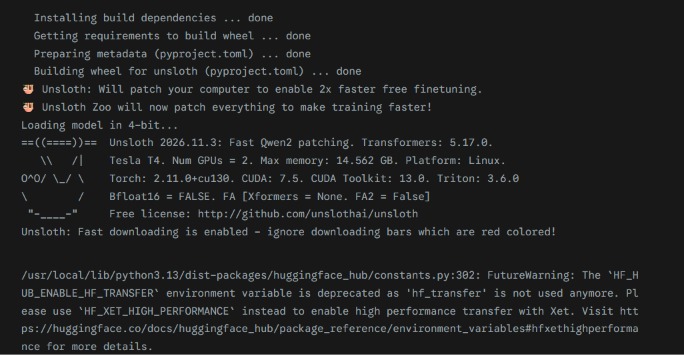 Installing build dependencies ... done
Getting requirements to build wheel ... done
Preparing metadata (pyproject.toml) ... done
Building wheel for unsloth (pyproject.toml) ... done
🦥 Unsloth: Will patch your computer to enable 2x faster free finetuning.
🦥 Unsloth Zoo will now patch everything to make training faster!
Loading model in 4-bit...
==((====))==  Unsloth 2026.11.3: Fast Qwen2 patching. Transformers: 5.17.0.
   \\   /|    Tesla T4. Num GPUs = 2. Max memory: 14.562 GB. Platform: Linux.
O^O/ \_/ \    Torch: 2.11.0+cu130. CUDA: 7.5. CUDA Toolkit: 13.0. Triton: 3.6.0
\        /    Bfloat16 = FALSE. FA [Xformers = None. FA2 = False]
 "-____-"     Free license: http://github.com/unslothai/unsloth
Unsloth: Fast downloading is enabled - ignore downloading bars which are red colored!
/usr/local/lib/python3.13/dist-packages/huggingface_hub/constants.py:302: FutureWarning: The `HF_H
UB_ENABLE_HF_TRANSFER` environment variable is deprecated as 'hf_transfer' is not used anymore. Pl
ease use `HF_XET_HIGH_PERFORMANCE` instead to enable high performance transfer with Xet. Visit htt
ps://huggingface.co/docs/huggingface_hub/package_reference/environment_variables#hfxethighperforma
nce for more details.